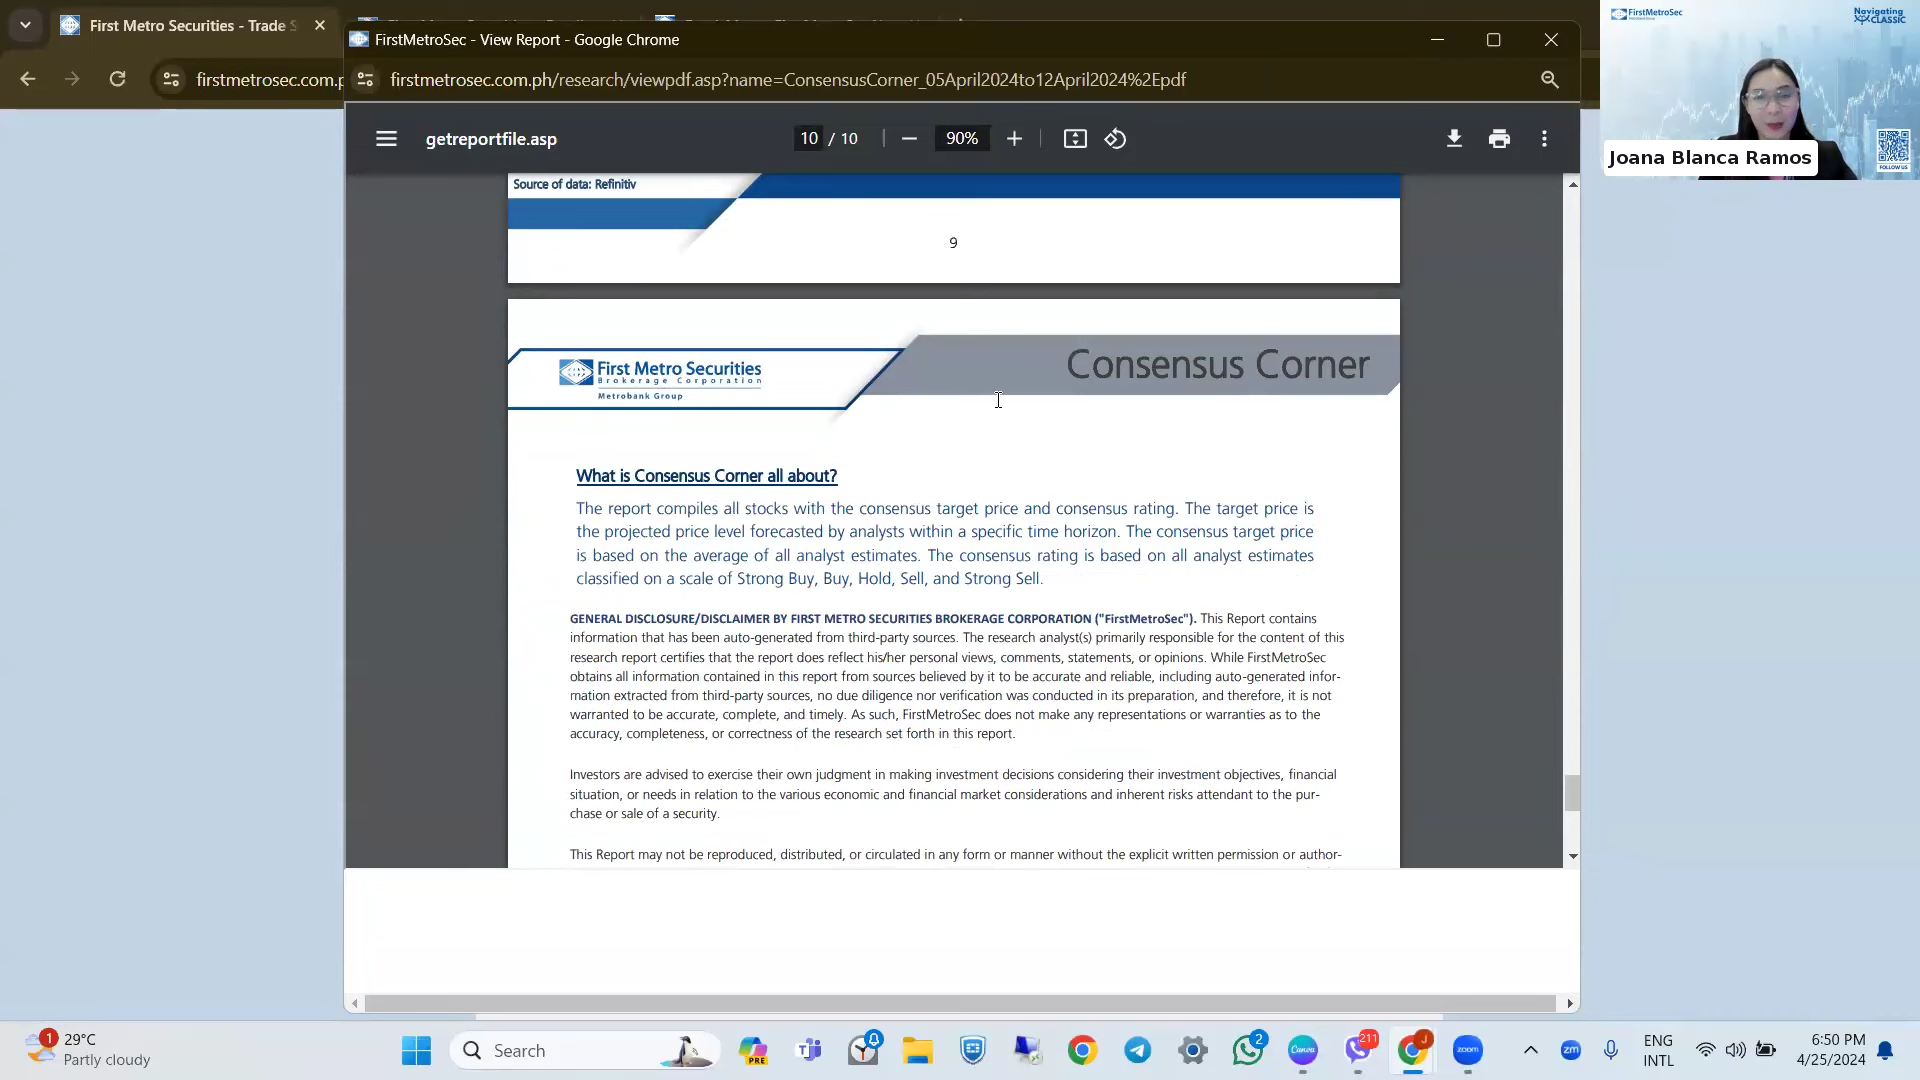 First Metro Securities - Trade S
FirstMetroSec - View Report - Google Chrome
firstmetrosec.com.p
firstmetrosec.com.ph/research/viewpdf.asp?name=ConsensusCorner_05April2024to12April2024%2Epdf
getreportfile.asp
10 / 10
90%
FirstMetroSec
Navigating
CLASSIC
FOLLOW US
Joana Blanca Ramos
Source of data: Refinitiv
9
First Metro Securities
Brokerage Corporation
Metrobank Group
Consensus Corner
What is Consensus Corner all about?
The report compiles all stocks with the consensus target price and consensus rating. The target price is
the projected price level forecasted by analysts within a specific time horizon. The consensus target price
is based on the average of all analyst estimates. The consensus rating is based on all analyst estimates
classified on a scale of Strong Buy, Buy, Hold, Sell, and Strong Sell.
GENERAL DISCLOSURE/DISCLAIMER BY FIRST METRO SECURITIES BROKERAGE CORPORATION ("FirstMetroSec"). This Report contains
information that has been auto-generated from third-party sources. The research analyst(s) primarily responsible for the content of this
research report certifies that the report does reflect his/her personal views, comments, statements, or opinions. While FirstMetroSec
obtains all information contained in this report from sources believed by it to be accurate and reliable, including auto-generated infor-
mation extracted from third-party sources, no due diligence nor verification was conducted in its preparation, and therefore, it is not
warranted to be accurate, complete, and timely. As such, FirstMetroSec does not make any representations or warranties as to the
accuracy, completeness, or correctness of the research set forth in this report.
Investors are advised to exercise their own judgment in making investment decisions considering their investment objectives, financial
situation, or needs in relation to the various economic and financial market considerations and inherent risks attendant to the pur-
chase or sale of a security.
This Report may not be reproduced, distributed, or circulated in any form or manner without the explicit written permission or author-
1
29°C
Partly cloudy
Search
PRE
2
Canva
211
J
zoom
zm
ENG
INTL
6:50 PM
4/25/2024